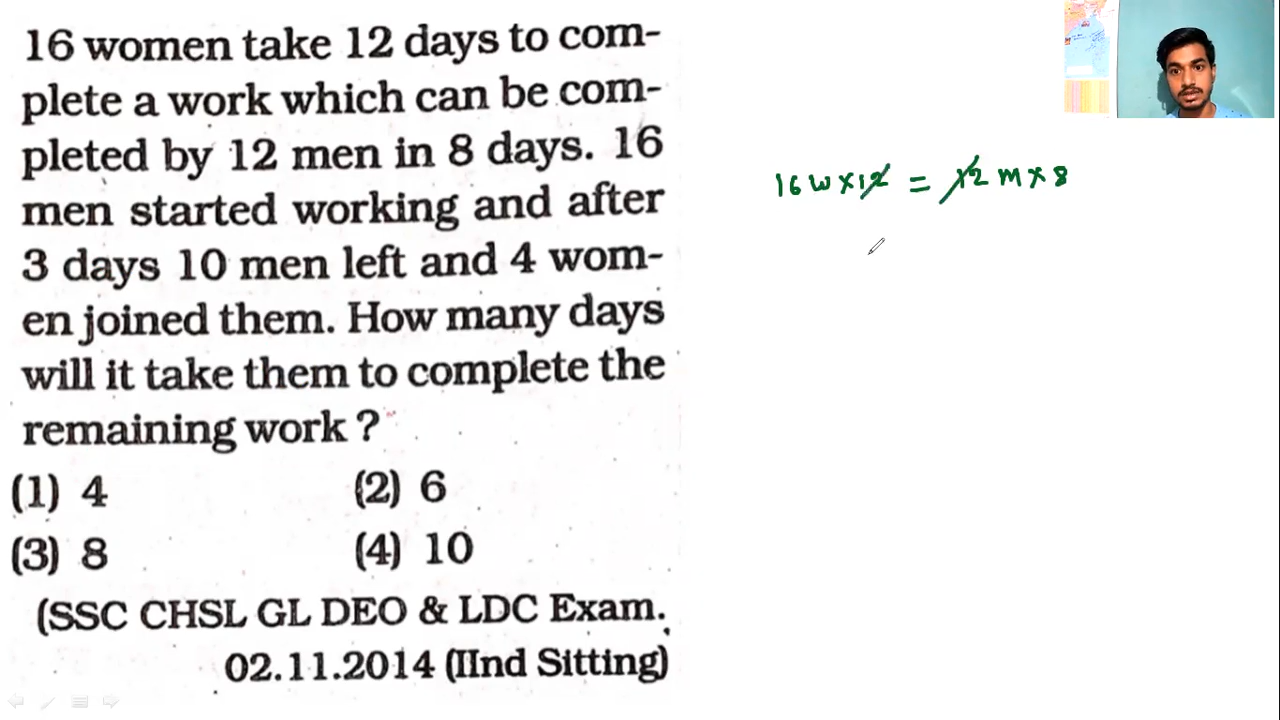 16 women take 12 days to com-
plete a work which can be com-
pleted by 12 men in 8 days. 16
men started working and after
3 days 10 men left and 4 wom-
en joined them. How many days
will it take them to complete the
remaining work ?
(1) 4 (2) 6
(3) 8 (4) 10
(SSC CHSL GL DEO & LDC Exam.
02.11.2014 (IInd Sitting)
16 W × 12 = 12 M × 8